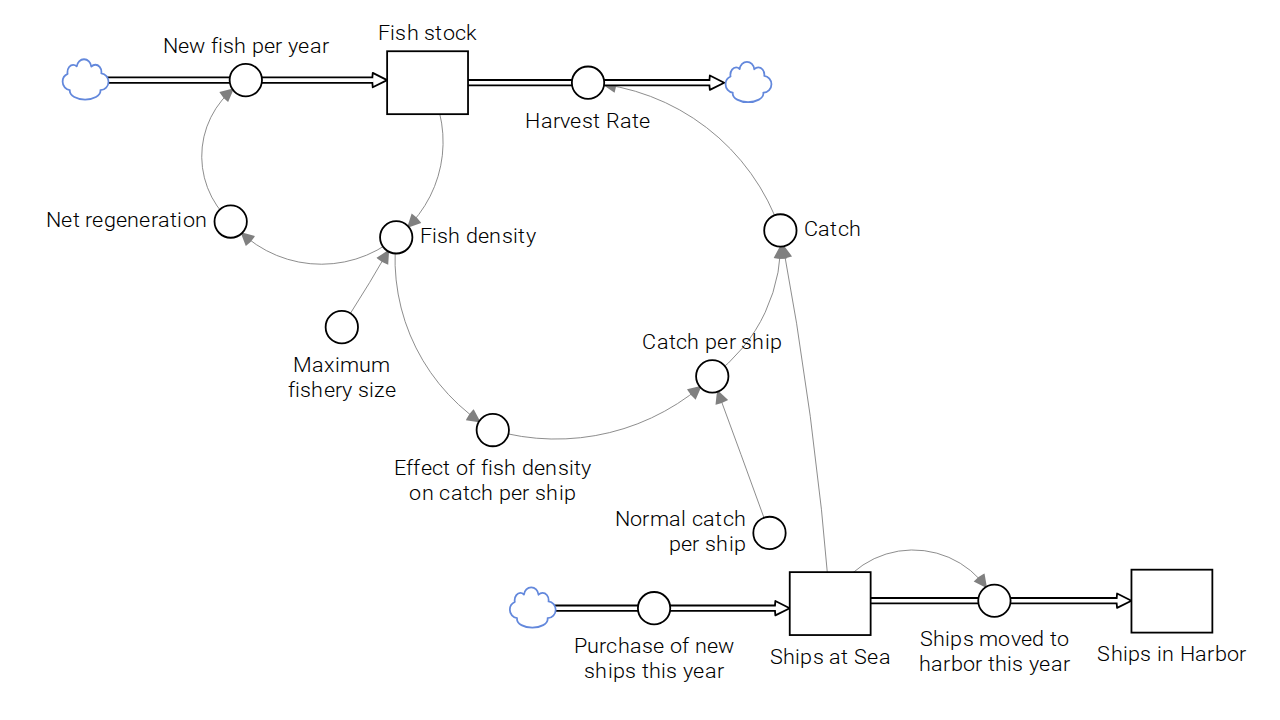 Fish stock
New fish per year
Harvest Rate
Net regeneration
Fish density
Catch
Catch per ship
Maximum
fishery size
Effect of fish density
on catch per ship
Normal catch
per ship
Purchase of new
ships this year
Ships at Sea
Ships moved to
harbor this year
Ships in Harbor